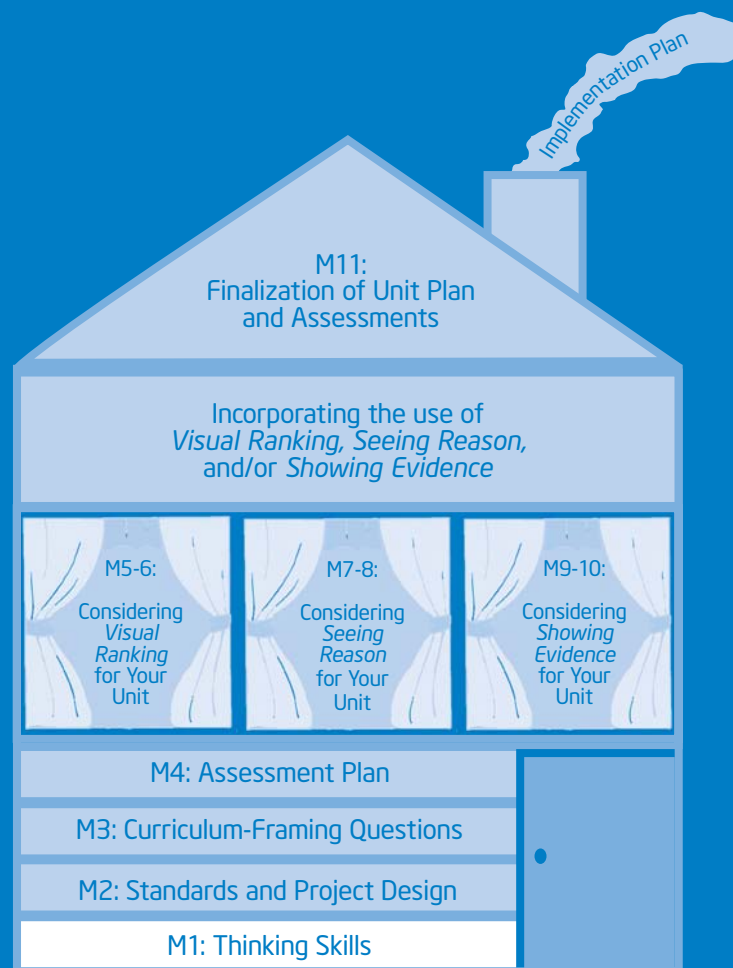 Implementation Plan
M11:
Finalization of Unit Plan
and Assessments
Incorporating the use of
Visual Ranking, Seeing Reason,
and/or Showing Evidence
M5-6:
Considering
Visual
Ranking
for Your
Unit
M7-8:
Considering
Seeing
Reason
for Your
Unit
M9-10:
Considering
Showing
Evidence
for Your
Unit
M4: Assessment Plan
M3: Curriculum-Framing Questions
M2: Standards and Project Design
M1: Thinking Skills